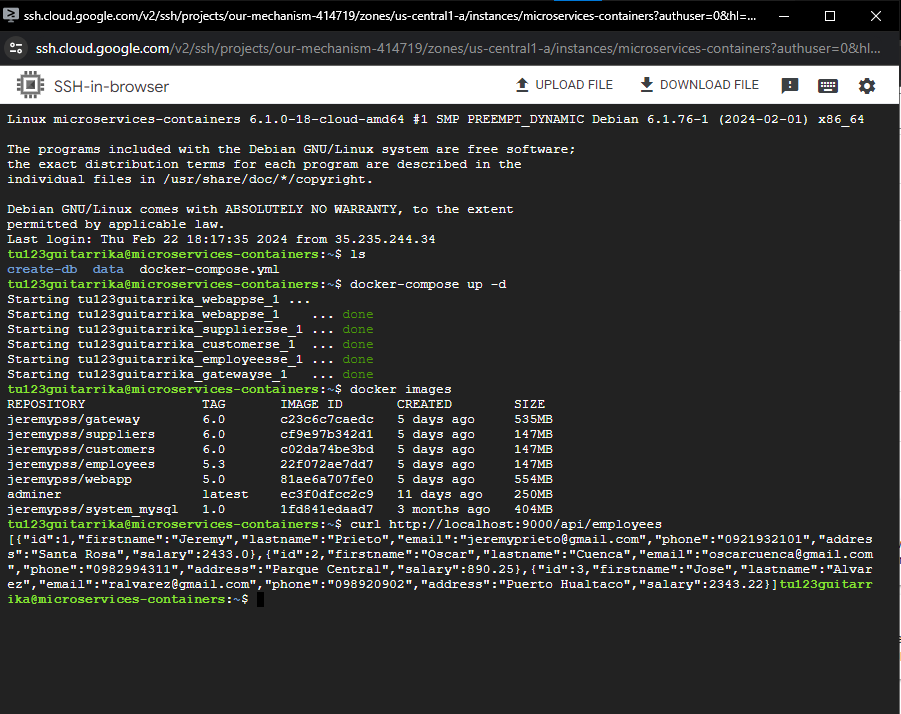 ssh.cloud.google.com/v2/ssh/projects/our-mechanism-414719/zones/us-central1-a/instances/microservices-containers?authuser=0&hl=...
ssh.cloud.google.com/v2/ssh/projects/our-mechanism-414719/zones/us-central1-a/instances/microservices-containers?authuser=0&hl...
SSH-in-browser UPLOAD FILE DOWNLOAD FILE
Linux microservices-containers 6.1.0-18-cloud-amd64 #1 SMP PREEMPT_DYNAMIC Debian 6.1.76-1 (2024-02-01) x86_64
The programs included with the Debian GNU/Linux system are free software;
the exact distribution terms for each program are described in the
individual files in /usr/share/doc/*/copyright.
Debian GNU/Linux comes with ABSOLUTELY NO WARRANTY, to the extent
permitted by applicable law.
Last login: Thu Feb 22 18:17:35 2024 from 35.235.244.34
tu123guitarrika@microservices-containers:~$ ls
create-db data docker-compose.yml
tu123guitarrika@microservices-containers:~$ docker-compose up -d
Starting tu123guitarrika_webappse_1 ...
Starting tu123guitarrika_webappse_1 ... done
Starting tu123guitarrika_suppliersse_1 ... done
Starting tu123guitarrika_customerse_1 ... done
Starting tu123guitarrika_employeesse_1 ... done
Starting tu123guitarrika_gatewayse_1 ... done
tu123guitarrika@microservices-containers:~$ docker images
REPOSITORY TAG IMAGE ID CREATED SIZE
jeremypss/gateway 6.0 c23c6c7caedc 5 days ago 535MB
jeremypss/suppliers 6.0 cf9e97b342d1 5 days ago 147MB
jeremypss/customers 6.0 c02da74be3bd 5 days ago 147MB
jeremypss/employees 5.3 22f072ae7dd7 5 days ago 147MB
jeremypss/webapp 5.0 81ae6a707fe0 5 days ago 554MB
adminer latest ec3f0dfcc2c9 11 days ago 250MB
jeremypss/system_mysql 1.0 1fd841edaad7 3 months ago 404MB
tu123guitarrika@microservices-containers:~$ curl http://localhost:9000/api/employees
[{"id":1,"firstname":"Jeremy","lastname":"Prieto","email":"jeremyprieto@gmail.com","phone":"0921932101","addres
s":"Santa Rosa","salary":2433.0},{"id":2,"firstname":"Oscar","lastname":"Cuenca","email":"oscarcuenca@gmail.com
","phone":"0982994311","address":"Parque Central","salary":890.25},{"id":3,"firstname":"Jose","lastname":"Alvar
ez","email":"ralvarez@gmail.com","phone":"098920902","address":"Puerto Hualtaco","salary":2343.22}]tu123guitarr
ika@microservices-containers:~$